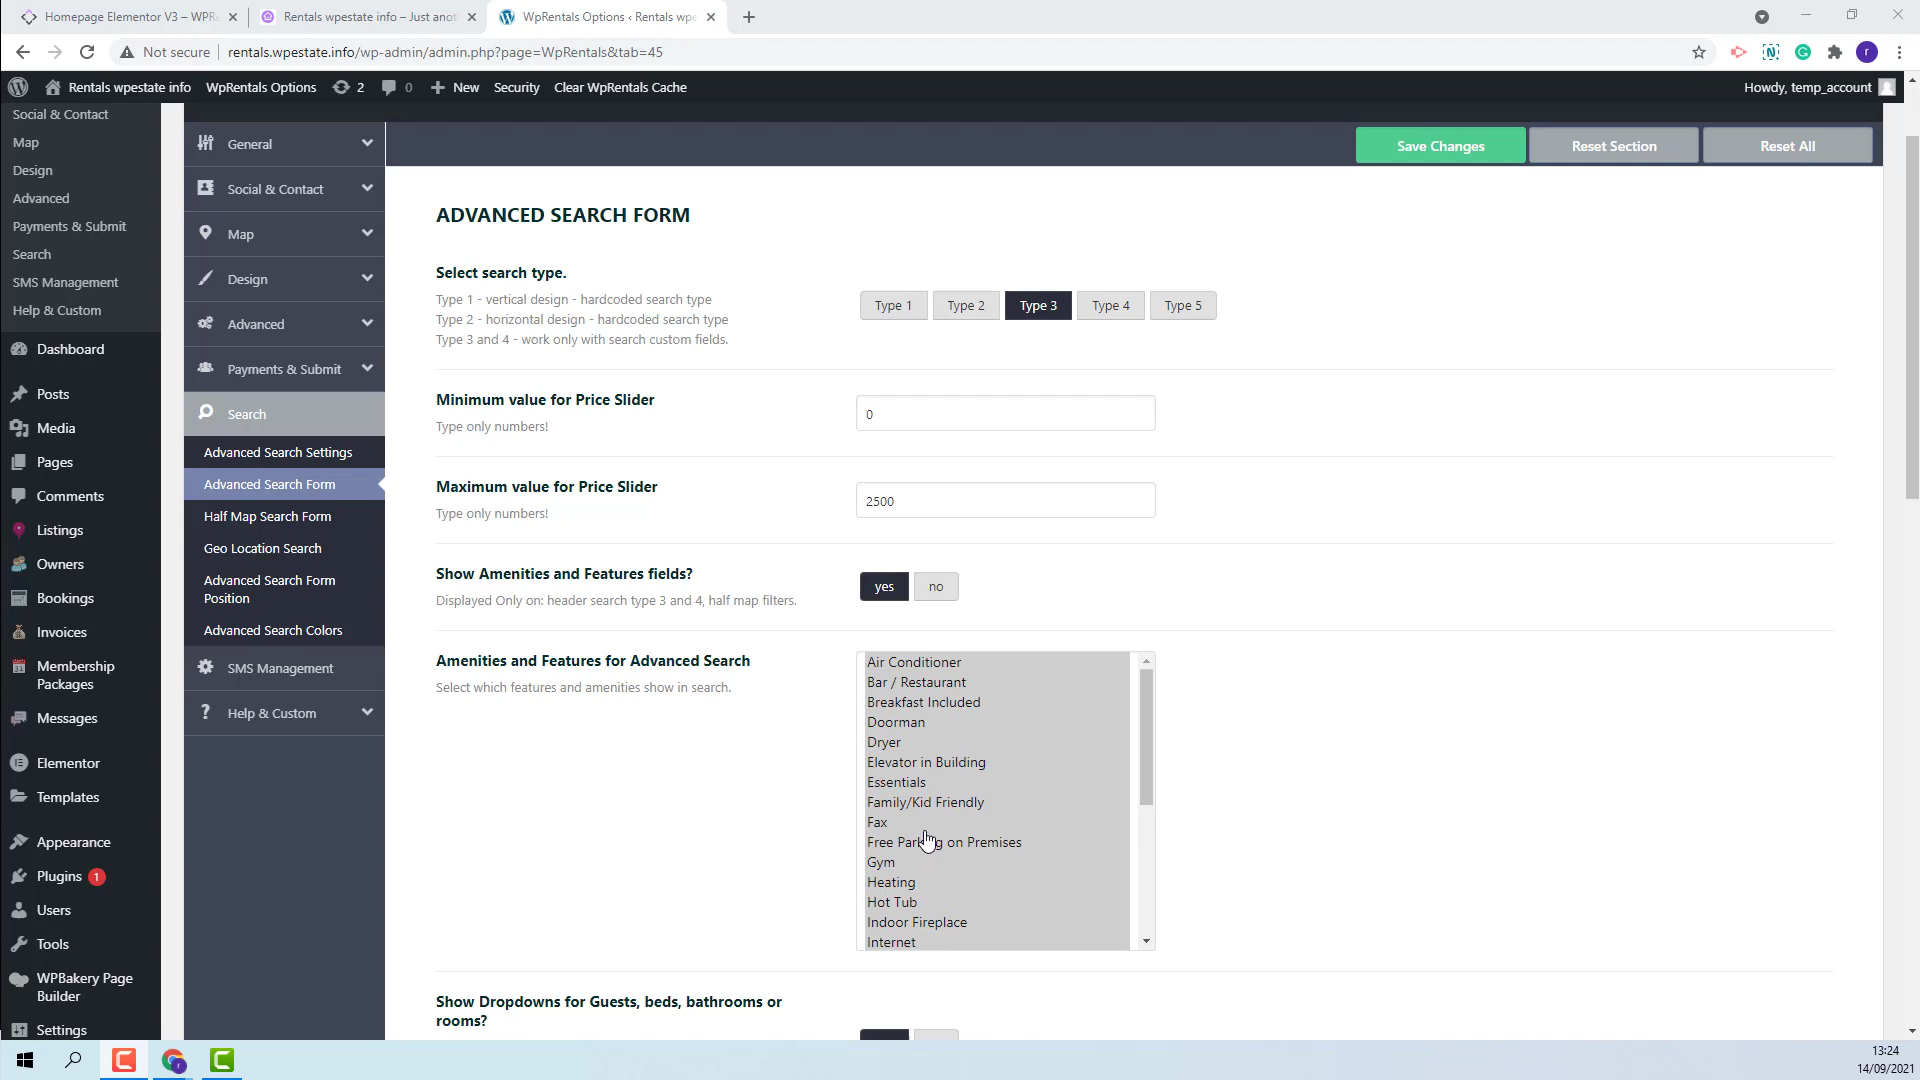 Homepage Elementor V3 – WPRe
Rentals wpestate info – Just anot
WpRentals Options ‹ Rentals wpe
Not secure
rentals.wpestate.info/wp-admin/admin.php?page=WpRentals&tab=45
r
Rentals wpestate info
WpRentals Options
2
0
New
Security
Clear WpRentals Cache
Howdy, temp_account
Social & Contact
Map
Design
Advanced
Payments & Submit
Search
SMS Management
Help & Custom
Dashboard
Posts
Media
Pages
Comments
Listings
Owners
Bookings
Invoices
Membership
Packages
Messages
Elementor
Templates
Appearance
Plugins 1
Users
Tools
WPBakery Page
Builder
Settings
General
Social & Contact
Map
Design
Advanced
Payments & Submit
Search
Advanced Search Settings
Advanced Search Form
Half Map Search Form
Geo Location Search
Advanced Search Form
Position
Advanced Search Colors
SMS Management
Help & Custom
Save Changes
Reset Section
Reset All
ADVANCED SEARCH FORM
Select search type.
Type 1 - vertical design - hardcoded search type
Type 2 - horizontal design - hardcoded search type
Type 3 and 4 - work only with search custom fields.
Type 1
Type 2
Type 3
Type 4
Type 5
Minimum value for Price Slider
Type only numbers!
0
Maximum value for Price Slider
Type only numbers!
2500
Show Amenities and Features fields?
Displayed Only on: header search type 3 and 4, half map filters.
yes
no
Amenities and Features for Advanced Search
Select which features and amenities show in search.
Air Conditioner
Bar / Restaurant
Breakfast Included
Doorman
Dryer
Elevator in Building
Essentials
Family/Kid Friendly
Fax
Free Parking on Premises
Gym
Heating
Hot Tub
Indoor Fireplace
Internet
Show Dropdowns for Guests, beds, bathrooms or
rooms?
13:24
14/09/2021